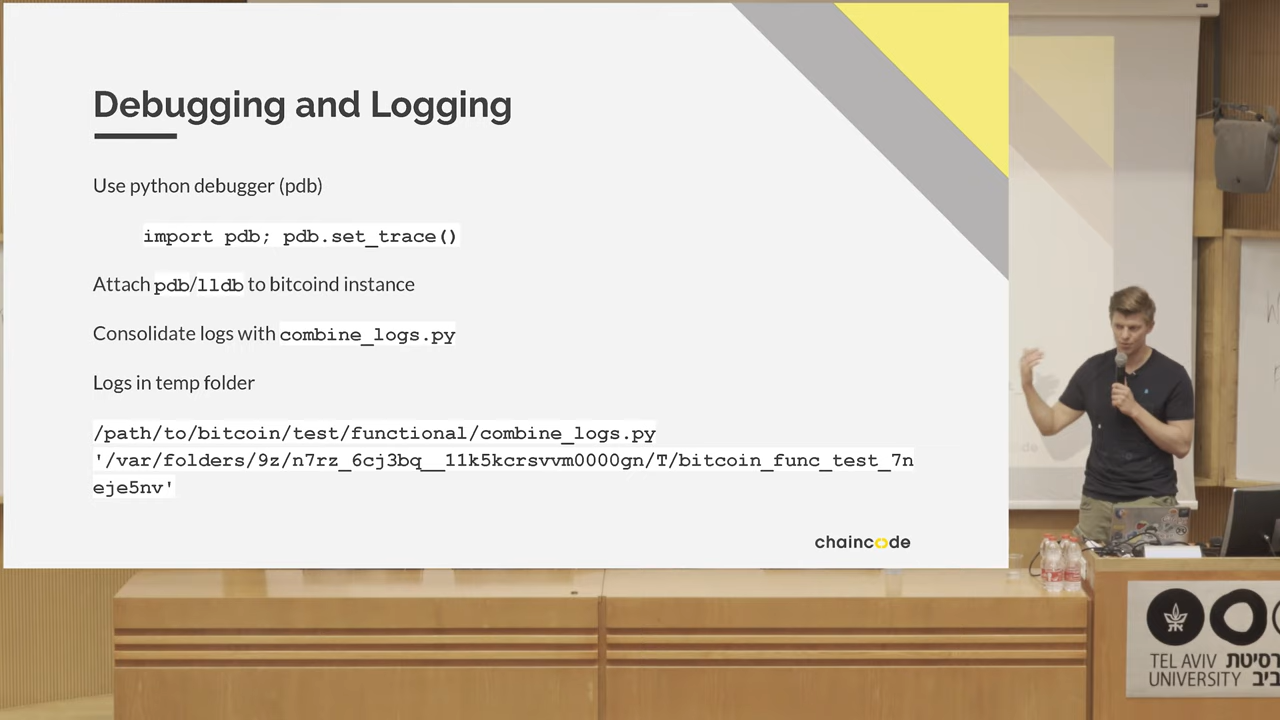 Debugging and Logging
Use python debugger (pdb)
import pdb; pdb.set_trace()
Attach pdb/lldb to bitcoind instance
Consolidate logs with combine_logs.py
Logs in temp folder
/path/to/bitcoin/test/functional/combine_logs.py
'/var/folders/9z/n7rz_6cj3bq__11k5kcrsvvm0000gn/T/bitcoin_func_test_7n
eje5nv'
chaincode
TEL AVIV
UNIVERSITY